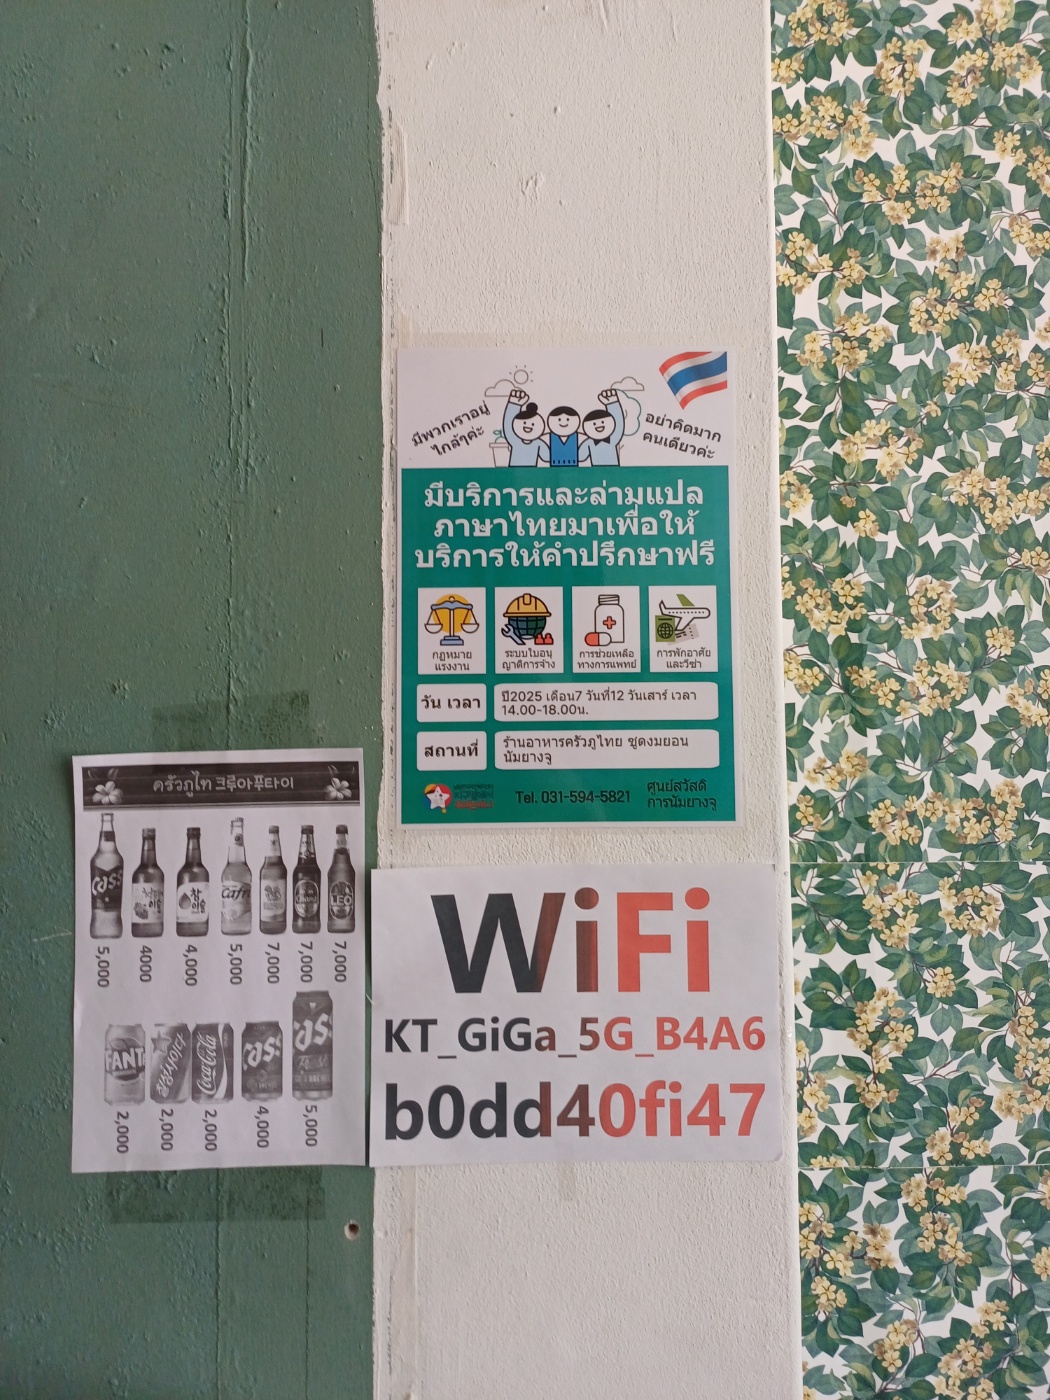 มีพวกเราอยู่
ใกล้ๆค่ะ
อย่าคิดมาก
คนเดียวค่ะ
มีบริการและล่ามแปล
ภาษาไทยมาเพื่อให้
บริการให้คำปรึกษาฟรี
กฎหมาย
แรงงาน
ระบบใบอนุ
ญาติการจ้าง
การช่วยเหลือ
ทางการแพทย์
การพักอาศัย
และวีซ่า
วัน เวลา
ปี2025 เดือน7 วันที่12 วันเสาร์ เวลา
14.00-18.00น.
สถานที่
ร้านอาหารครัวภูไทย ชูดงมยอน
นัมยางจู
Tel. 031-594-5821
ศูนย์สวัสดิ
การนัมยางจู
ครัวภูไท 크루아푸타이
Cafri
LEO
5,000
4000
4,000
5,000
7,000
7,000
7,000
FANT
2,000
2,000
2,000
4,000
5,000
WiFi
KT_GiGa_5G_B4A6
b0dd40fi47